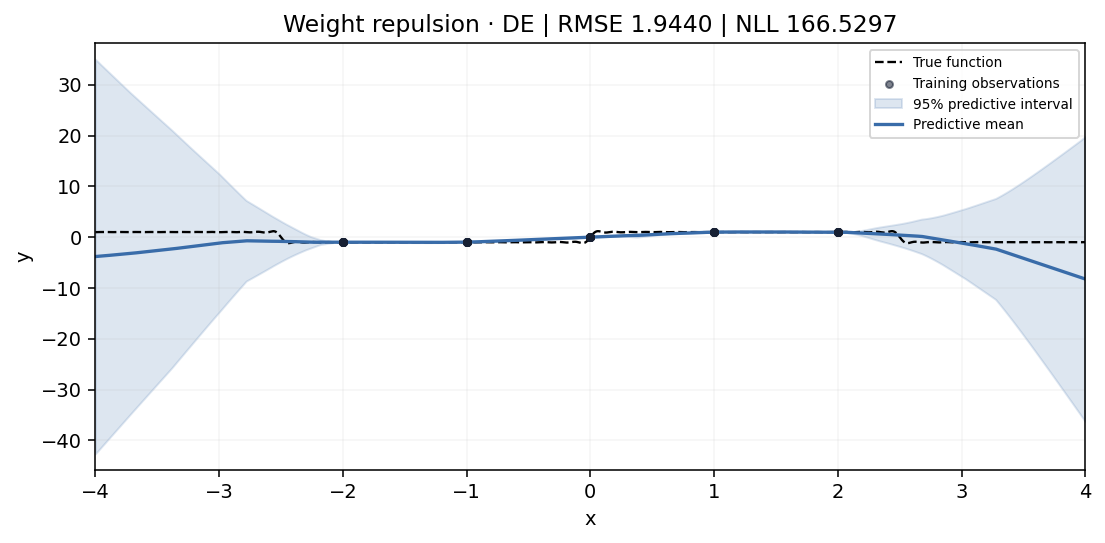 Weight repulsion · DE | RMSE 1.9440 | NLL 166.5297
True function
Training observations
95% predictive interval
Predictive mean
30
20
10
0
−10
−20
−30
−40
y
−4
−3
−2
−1
0
1
2
3
4
x